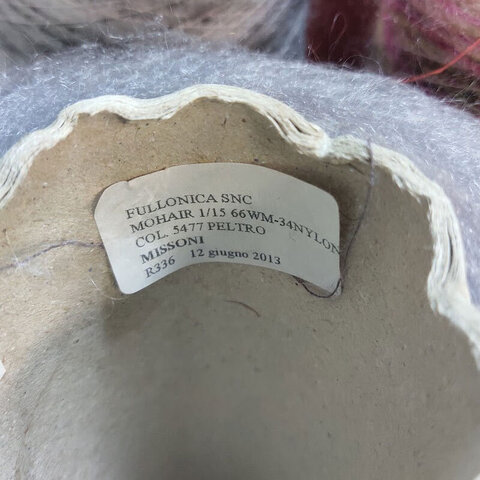 FULLONICA SNC
MOHAIR 1/15 66WM-34NYLON
COL. 5477 PELTRO
MISSONI
R336 12 giugno 2013